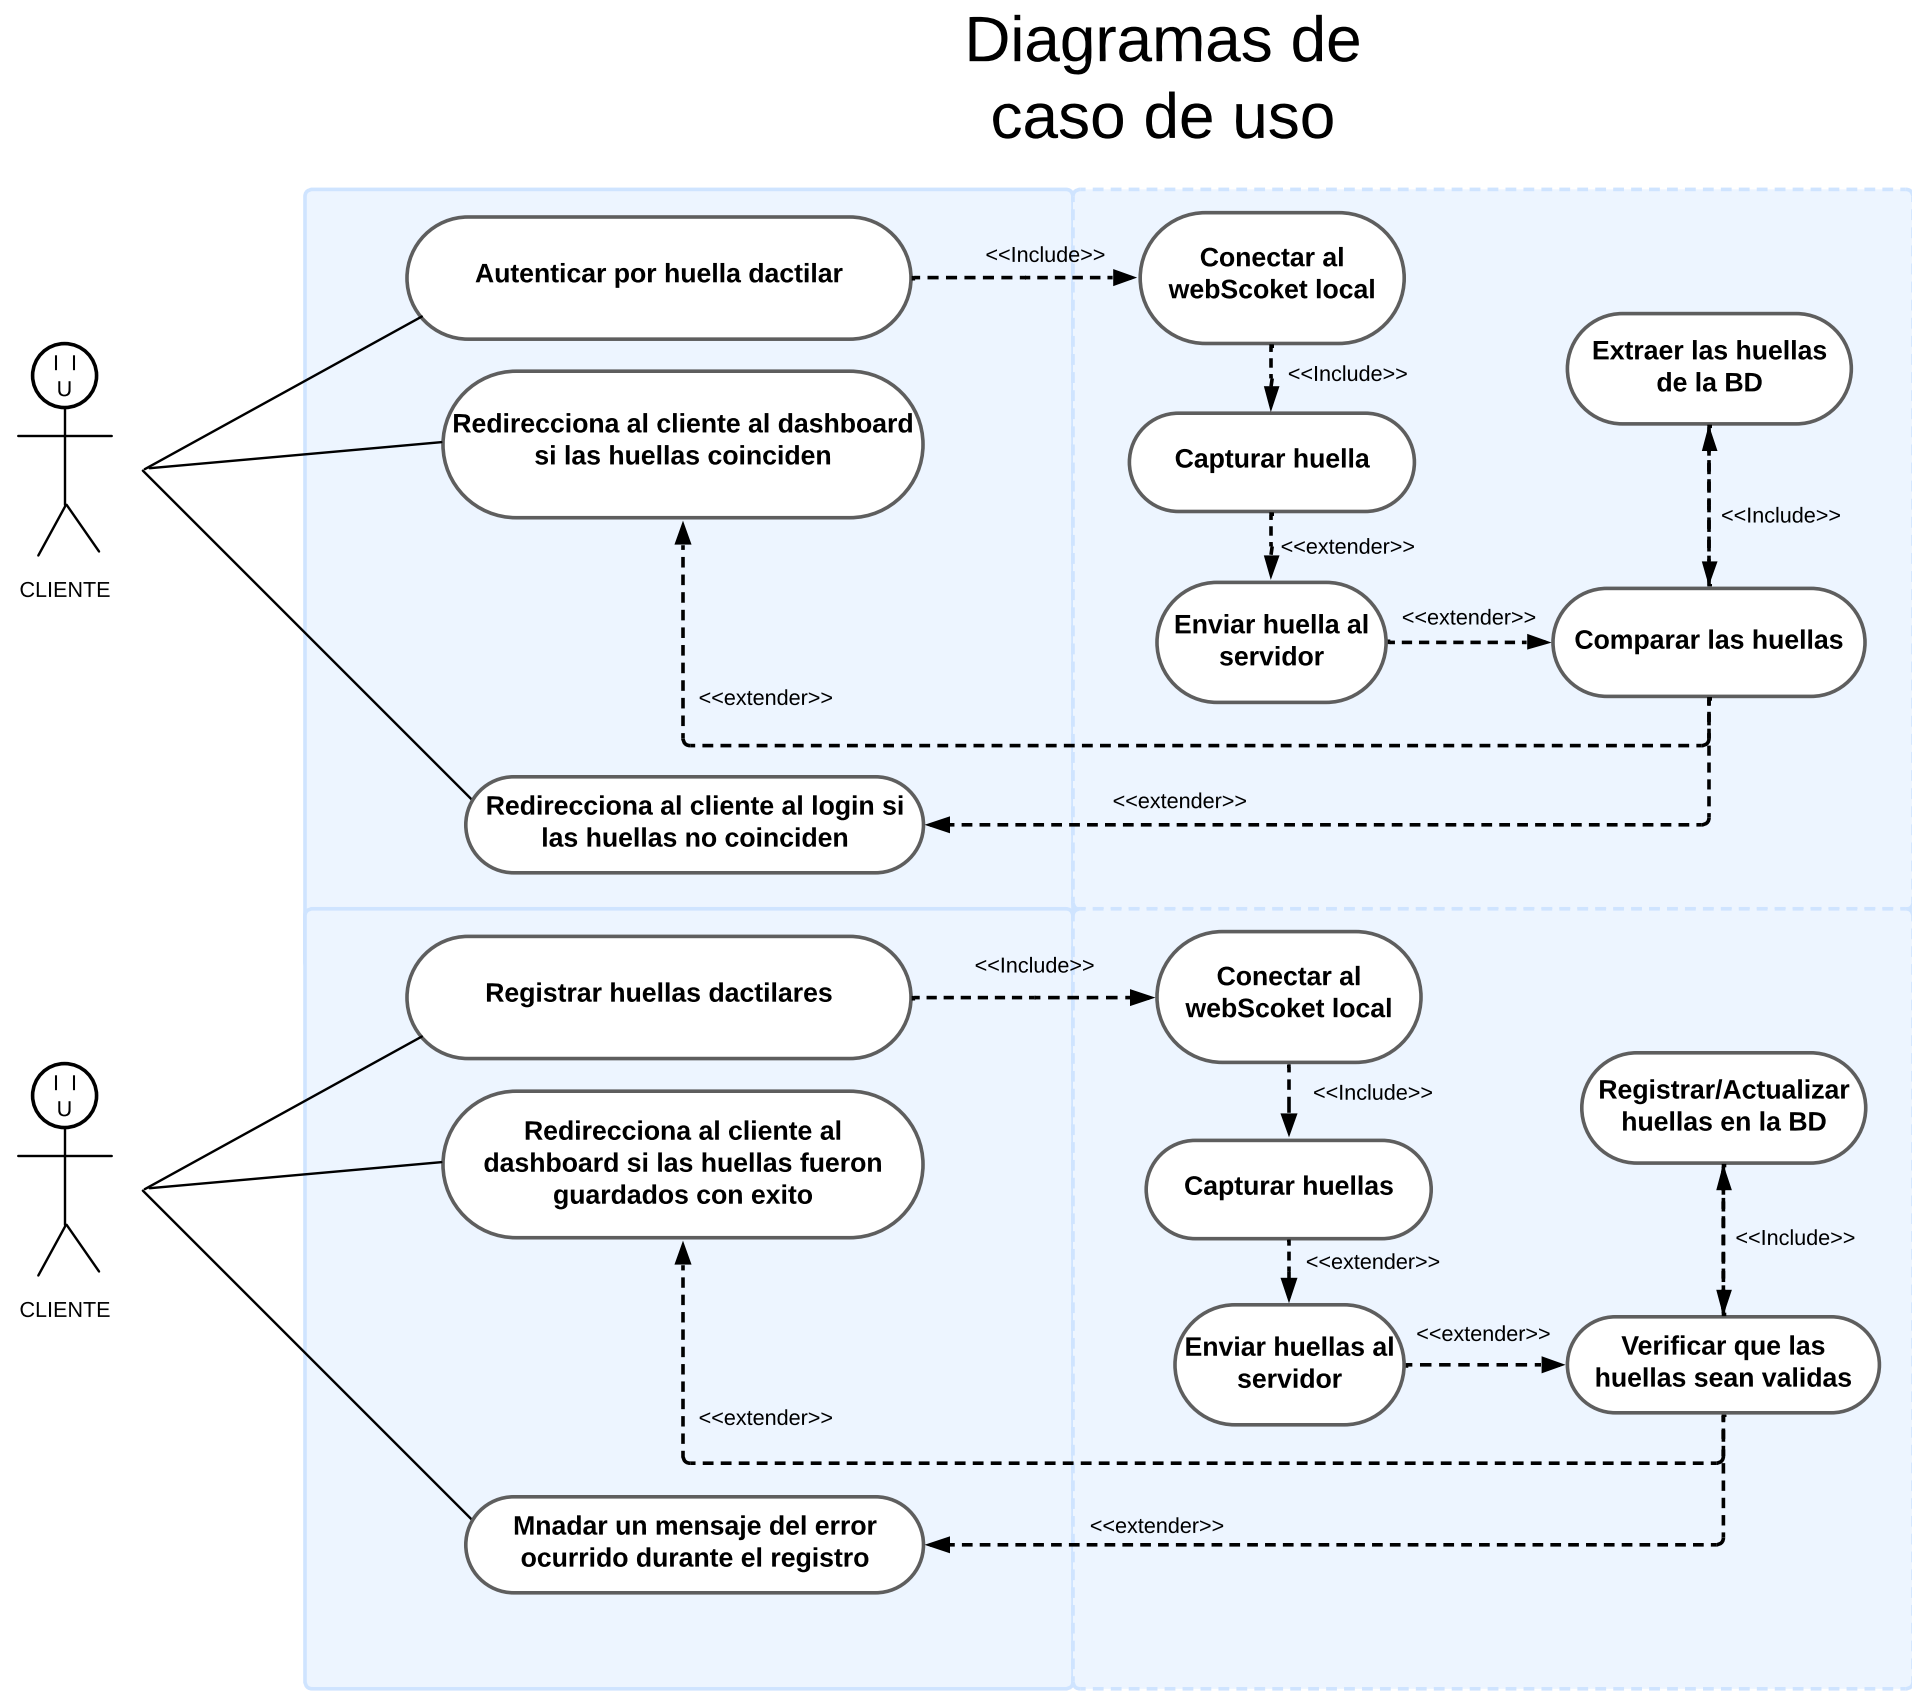 Diagramas de
caso de uso
Autenticar por huella dactilar
<<Include>>
Conectar al
webScoket local
<<Include>>
Extraer las huellas
de la BD
I I
U
CLIENTE
Redirecciona al cliente al dashboard
si las huellas coinciden
Capturar huella
<<Include>>
<<extender>>
Enviar huella al
servidor
<<extender>>
Comparar las huellas
<<extender>>
<<extender>>
Redirecciona al cliente al login si
las huellas no coinciden
Registrar huellas dactilares
<<Include>>
Conectar al
webScoket local
<<Include>>
Registrar/Actualizar
huellas en la BD
I I
U
CLIENTE
Redirecciona al cliente al
dashboard si las huellas fueron
guardados con exito
Capturar huellas
<<Include>>
<<extender>>
Enviar huellas al
servidor
<<extender>>
Verificar que las
huellas sean validas
<<extender>>
<<extender>>
Mnadar un mensaje del error
ocurrido durante el registro